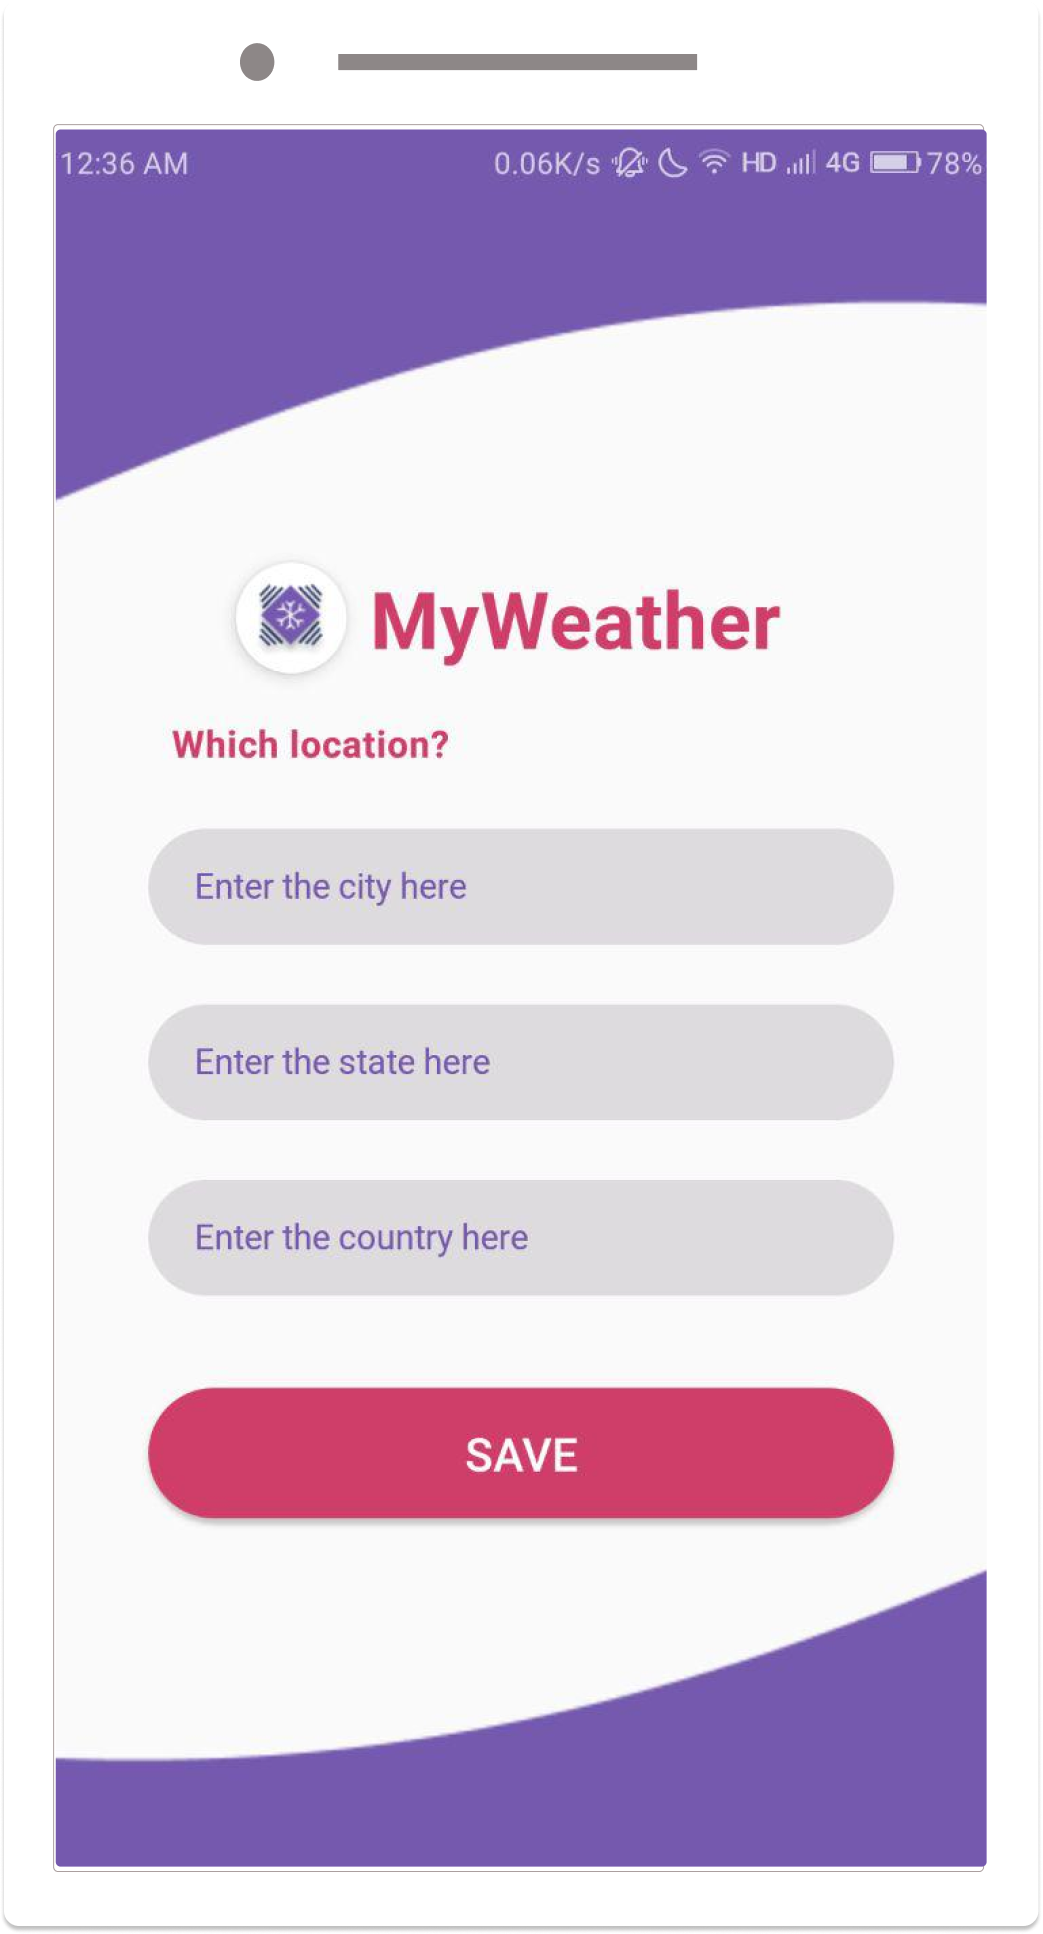 12:36 AM 0.06K/s HD 4G 78%
MyWeather
Which location?
Enter the city here
Enter the state here
Enter the country here
SAVE